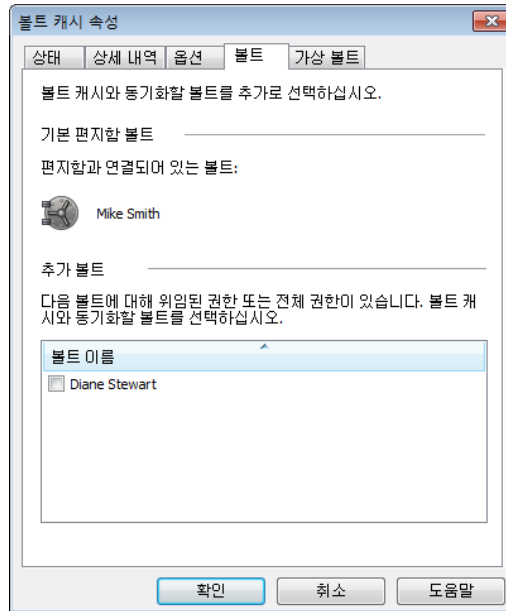 볼트 캐시 속성
상태 상세 내역 옵션 볼트 가상 볼트
볼트 캐시와 동기화할 볼트를 추가로 선택하십시오.
기본 편지함 볼트
편지함과 연결되어 있는 볼트:
Mike Smith
추가 볼트
다음 볼트에 대해 위임된 권한 또는 전체 권한이 있습니다. 볼트 캐
시와 동기화할 볼트를 선택하십시오.
볼트 이름
Diane Stewart
확인 취소 도움말